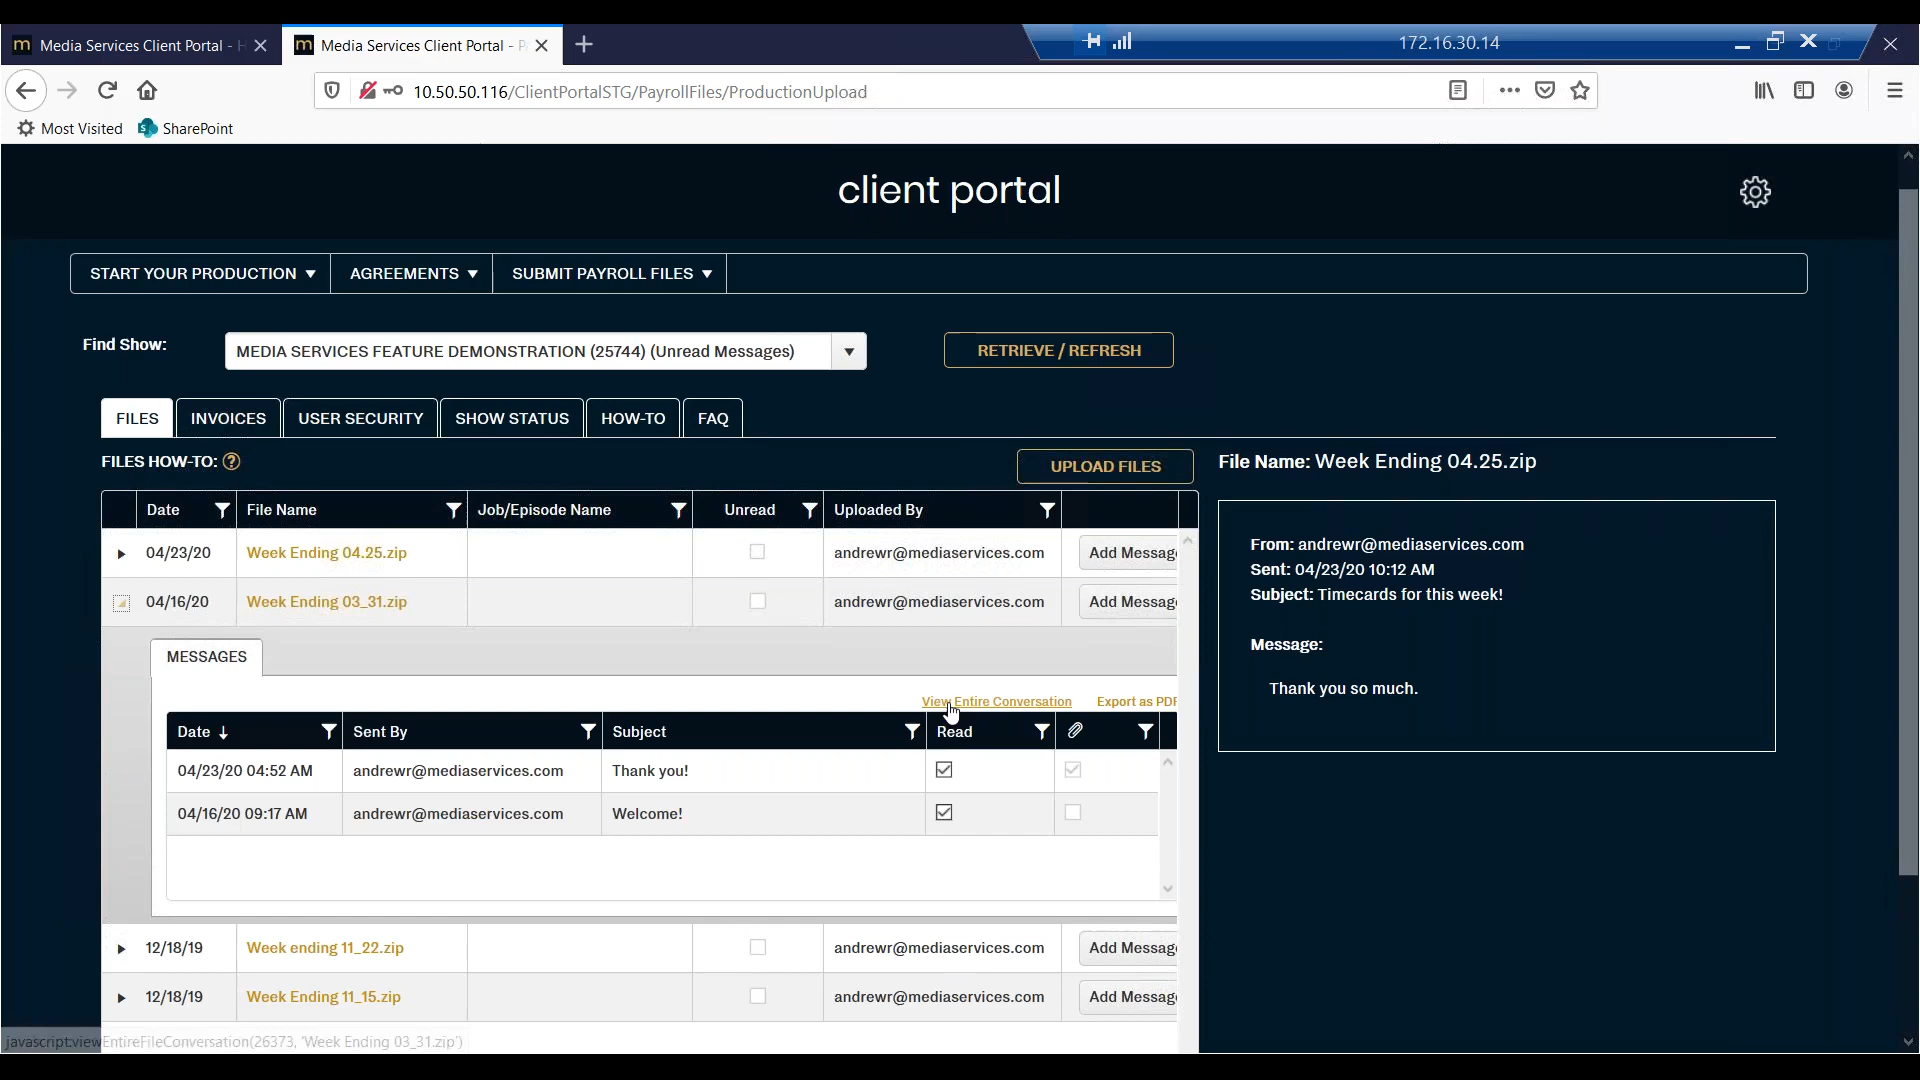 m Media Services Client Portal - H
m Media Services Client Portal - P
172.16.30.14
10.50.50.116/ClientPortalSTG/PayrollFiles/ProductionUpload
Most Visited
SharePoint
client portal
START YOUR PRODUCTION
AGREEMENTS
SUBMIT PAYROLL FILES
Find Show:
MEDIA SERVICES FEATURE DEMONSTRATION (25744) (Unread Messages)
RETRIEVE / REFRESH
FILES
INVOICES
USER SECURITY
SHOW STATUS
HOW-TO
FAQ
FILES HOW-TO: ?
UPLOAD FILES
Date File Name Job/Episode Name Unread Uploaded By
04/23/20 Week Ending 04.25.zip andrewr@mediaservices.com Add Messag
04/16/20 Week Ending 03_31.zip andrewr@mediaservices.com Add Messag
MESSAGES
View Entire Conversation Export as PDF
Date Sent By Subject Read
04/23/20 04:52 AM andrewr@mediaservices.com Thank you!
04/16/20 09:17 AM andrewr@mediaservices.com Welcome!
12/18/19 Week ending 11_22.zip andrewr@mediaservices.com Add Messag
12/18/19 Week Ending 11_15.zip andrewr@mediaservices.com Add Messag
javascript:viewEntireFileConversation(26373, 'Week Ending 03_31.zip')
File Name: Week Ending 04.25.zip
From: andrewr@mediaservices.com
Sent: 04/23/20 10:12 AM
Subject: Timecards for this week!
Message:
Thank you so much.